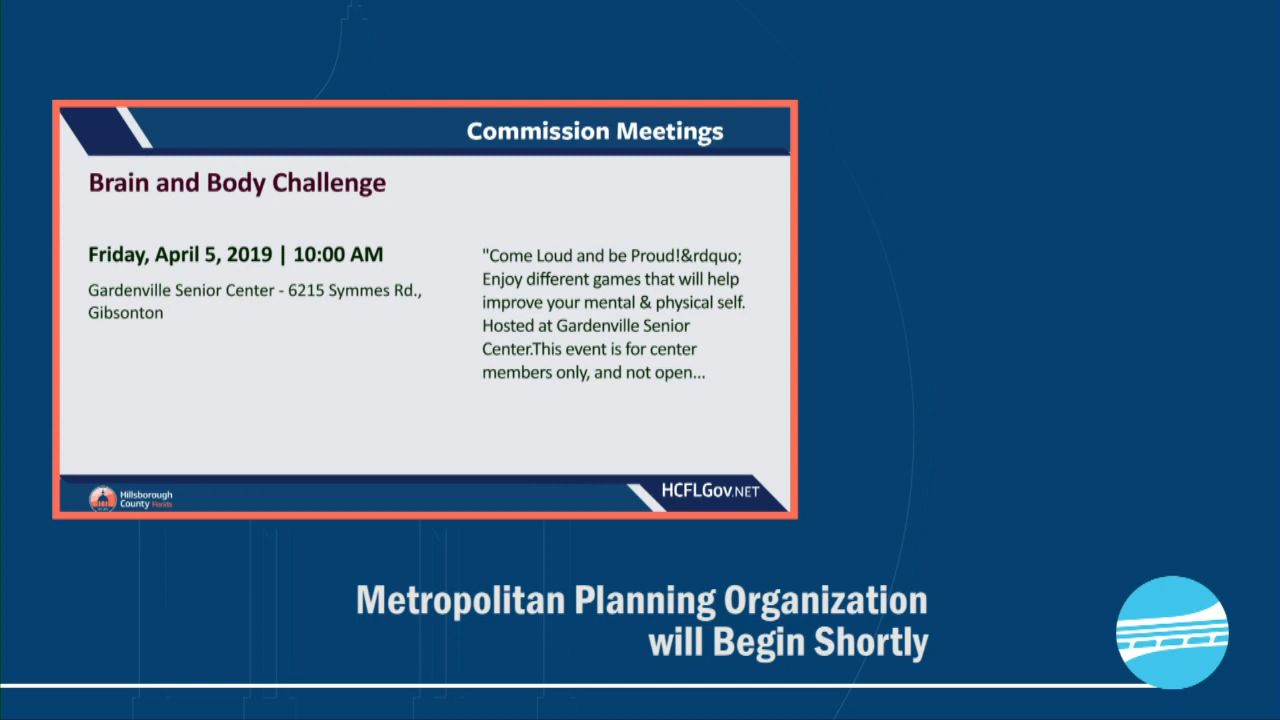 Commission Meetings
Brain and Body Challenge
Friday, April 5, 2019 | 10:00 AM
Gardenville Senior Center - 6215 Symmes Rd.,
Gibsonton
"Come Loud and be Proud!&rdquo;
Enjoy different games that will help
improve your mental & physical self.
Hosted at Gardenville Senior
Center.This event is for center
members only, and not open...
Hillsborough
County Florida
HCFLGov.NET
Metropolitan Planning Organization
will Begin Shortly